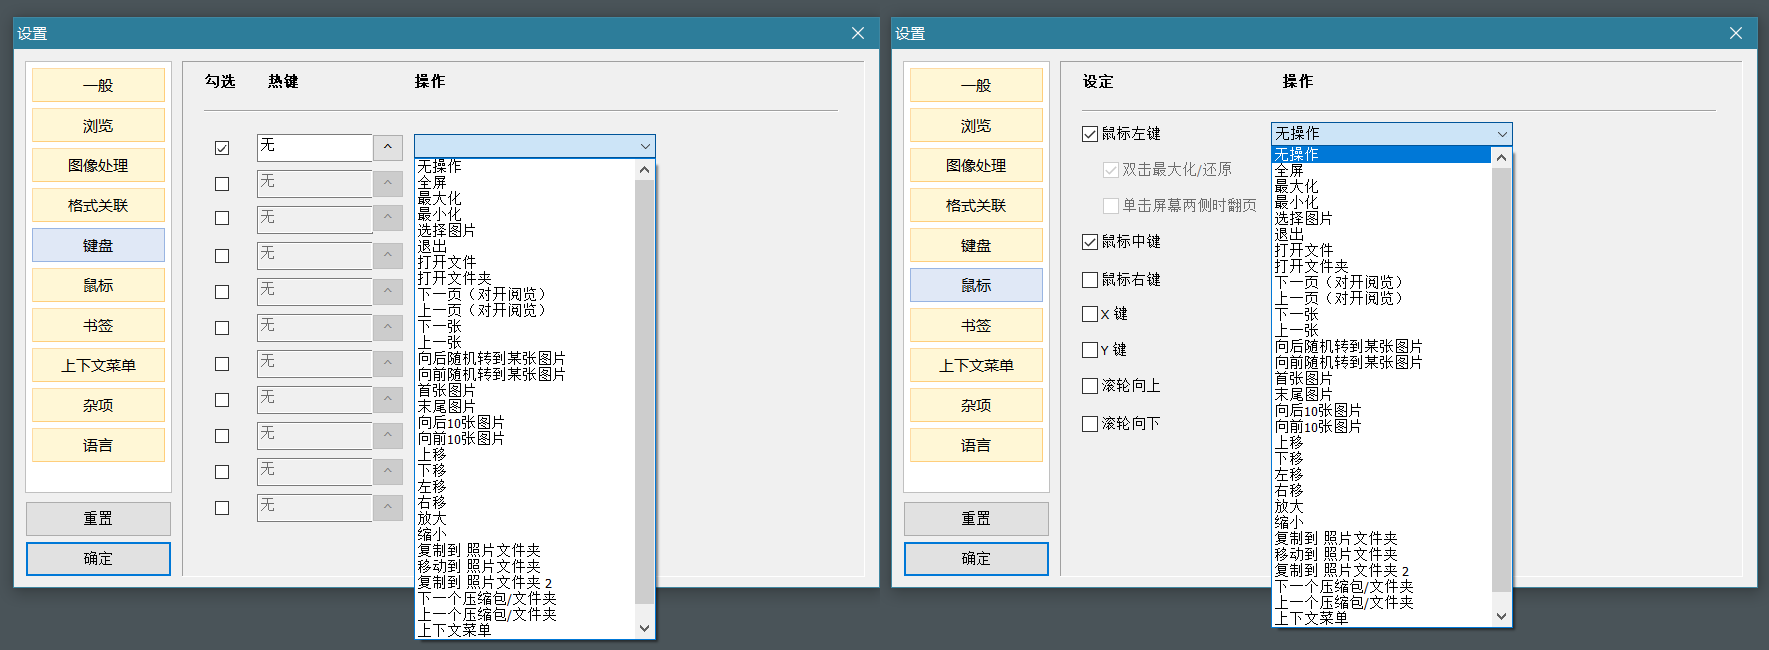 设置
一般
浏览
图像处理
格式关联
键盘
鼠标
书签
上下文菜单
杂项
语言
重置
确定
勾选 热键 操作
无
无
无
无
无
无
无
无
无
无
无
无操作
全屏
最大化
最小化
选择图片
退出
打开文件
打开文件夹
下一页（对开阅览）
上一页（对开阅览）
下一张
上一张
向后随机转到某张图片
向前随机转到某张图片
首张图片
末尾图片
向后10张图片
向前10张图片
上移
下移
左移
右移
放大
缩小
复制到 照片文件夹
移动到 照片文件夹
复制到 照片文件夹 2
下一个压缩包/文件夹
上一个压缩包/文件夹
上下文菜单
设置
一般
浏览
图像处理
格式关联
键盘
鼠标
书签
上下文菜单
杂项
语言
重置
确定
设定 操作
鼠标左键
双击最大化/还原
单击屏幕两侧时翻页
鼠标中键
鼠标右键
X 键
Y 键
滚轮向上
滚轮向下
无操作
无操作
全屏
最大化
最小化
选择图片
退出
打开文件
打开文件夹
下一页（对开阅览）
上一页（对开阅览）
下一张
上一张
向后随机转到某张图片
向前随机转到某张图片
首张图片
末尾图片
向后10张图片
向前10张图片
上移
下移
左移
右移
放大
缩小
复制到 照片文件夹
移动到 照片文件夹
复制到 照片文件夹 2
下一个压缩包/文件夹
上一个压缩包/文件夹
上下文菜单